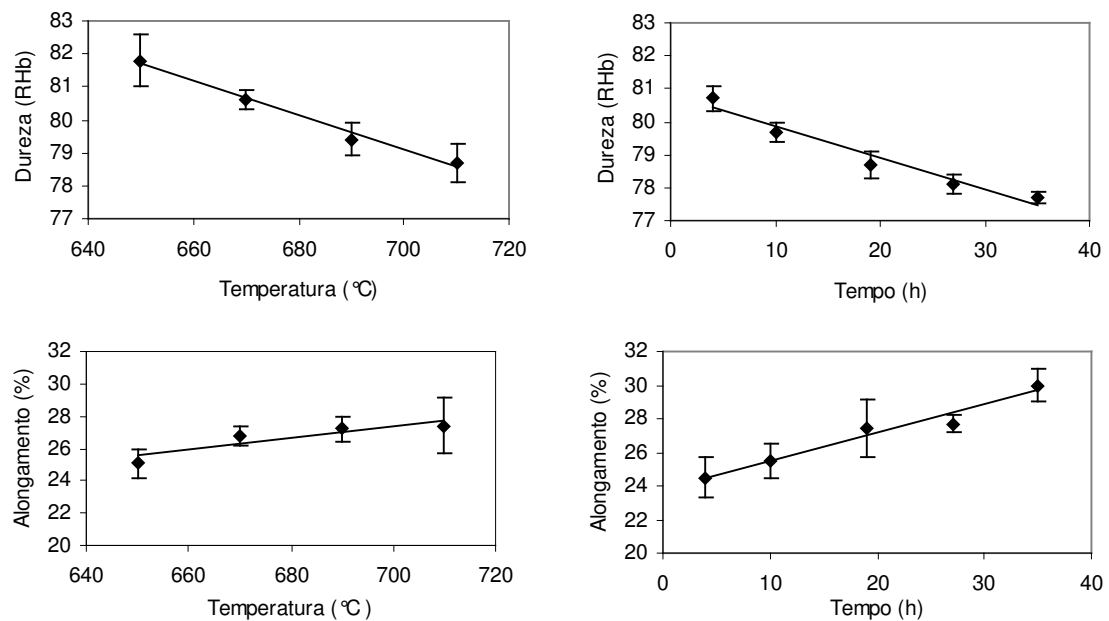 Dureza (RHb)
83
82
81
80
79
78
77
640 660 680 700 720
Temperatura (°C)
Dureza (RHb)
83
82
81
80
79
78
77
0 10 20 30 40
Tempo (h)
Alongamento (%)
32
30
28
26
24
22
20
640 660 680 700 720
Temperatura (°C )
Alongamento (%)
32
30
28
26
24
22
20
0 10 20 30 40
Tempo (h)